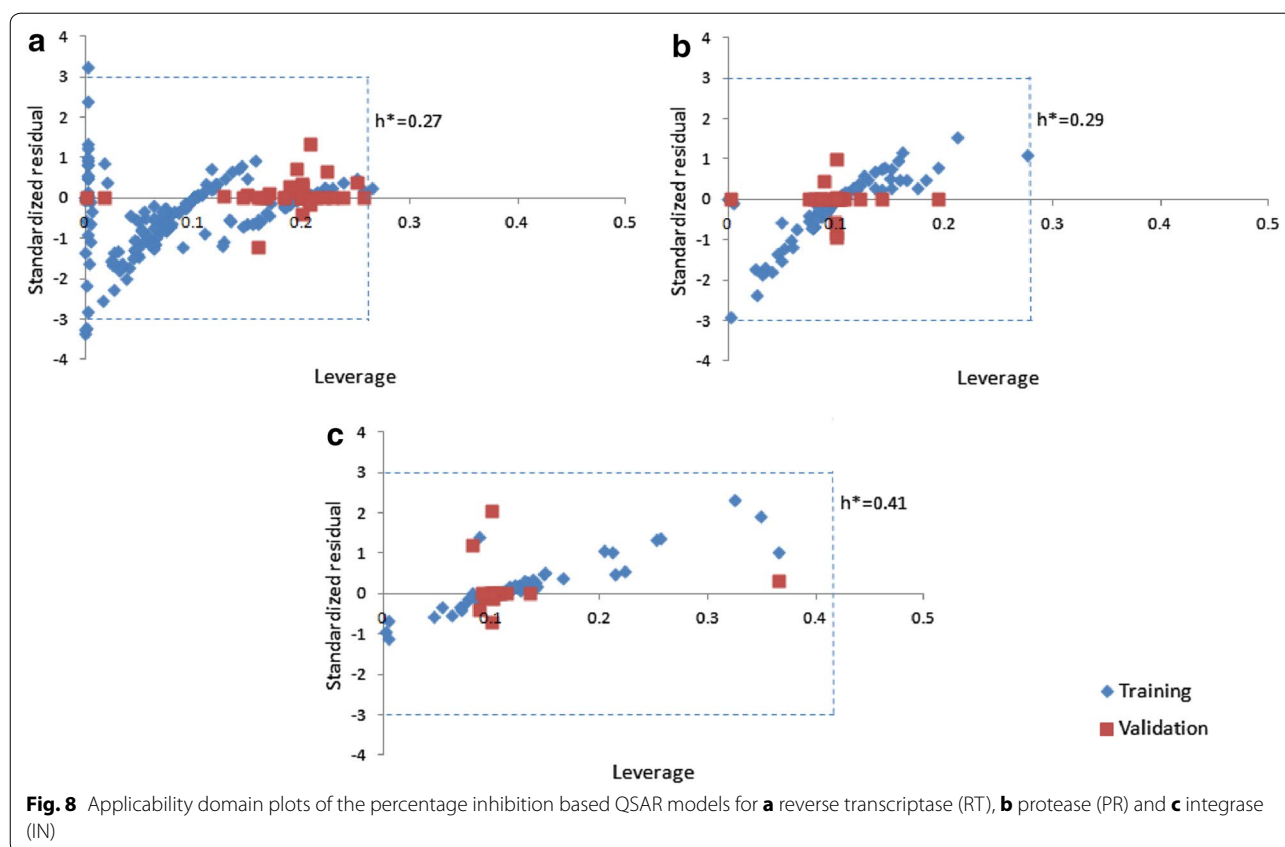 a
4
3
2
1
0
-1
-2
-3
-4
Standardized residual
0.1
0.2
0.3
0.4
0.5
h*=0.27
Leverage
b
4
3
2
1
0
-1
-2
-3
-4
Standardized residual
0.1
0.2
0.3
0.4
0.5
h*=0.29
Leverage
c
4
3
2
1
0
-1
-2
-3
-4
Standardized residual
0
0.1
0.2
0.3
0.4
0.5
h*=0.41
Leverage
Training
Validation
Fig. 8 Applicability domain plots of the percentage inhibition based QSAR models for a reverse transcriptase (RT), b protease (PR) and c integrase
(IN)